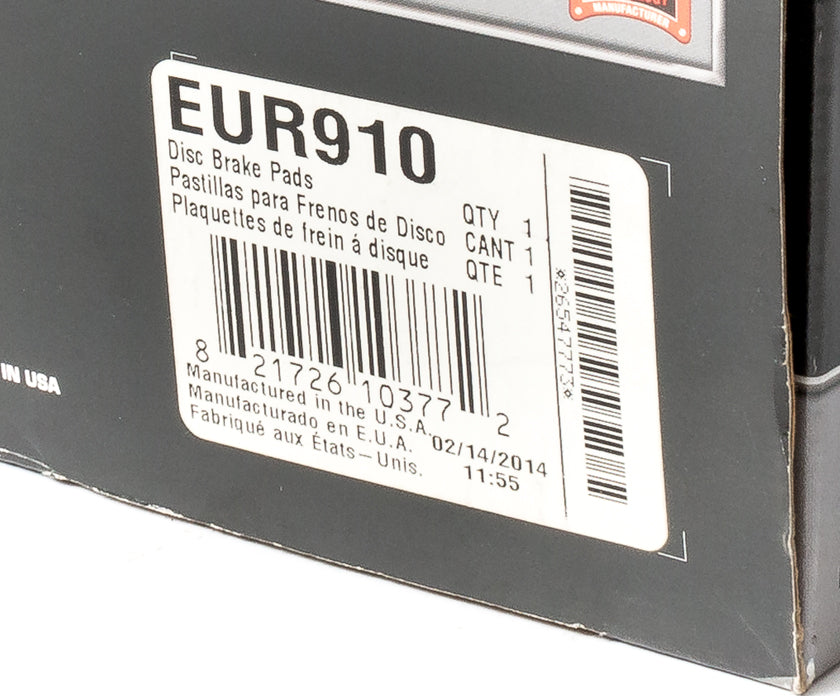 MANUFACTURER
EUR910
Disc Brake Pads
Pastillas para Frenos de Disco
Plaquettes de frein á disque
QTY 1
CANT 1
QTE 1
*265477773*
8 21726 10377 2
Manufactured in the U.S.A.
Manufacturado en E.U.A.
Fabriqué aux États-Unis.
02/14/2014
11:55
IN USA